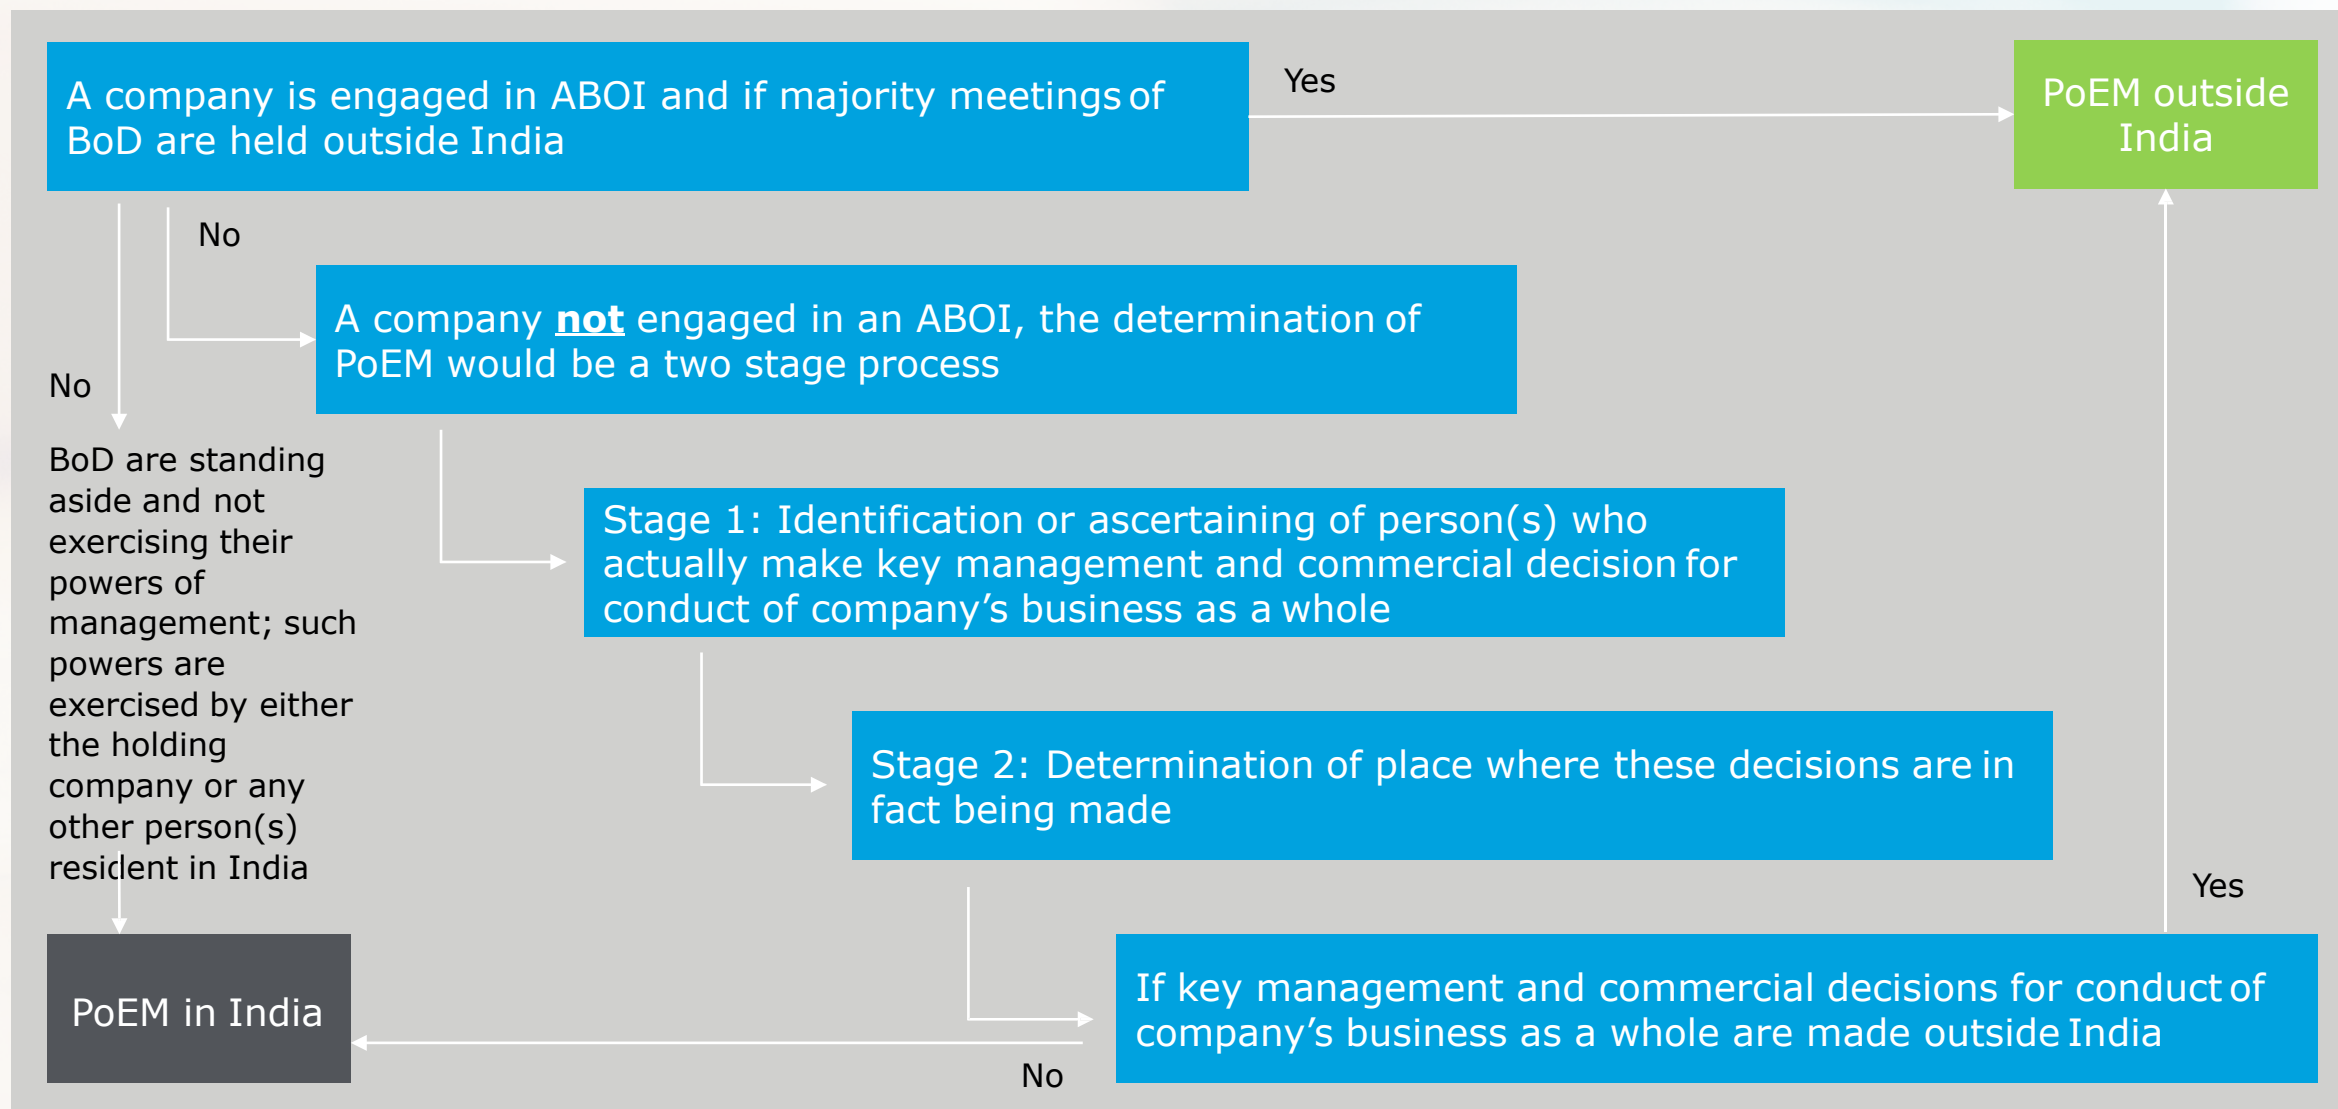 A company is engaged in ABOI and if majority meetings of
BoD are held outside India
Yes
PoEM outside
India
No
A company not engaged in an ABOI, the determination of
PoEM would be a two stage process
No
BoD are standing
aside and not
exercising their
powers of
management; such
powers are
exercised by either
the holding
company or any
other person(s)
resident in India
Stage 1: Identification or ascertaining of person(s) who
actually make key management and commercial decision for
conduct of company’s business as a whole
Stage 2: Determination of place where these decisions are in
fact being made
Yes
PoEM in India
If key management and commercial decisions for conduct of
company’s business as a whole are made outside India
No